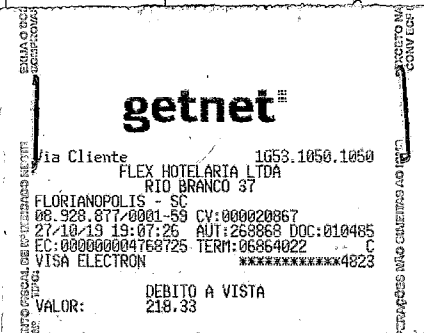 getnet
Via Cliente 1G53.1050.1050
FLEX HOTELARIA LTDA
RIO BRANCO 37
FLORIANOPOLIS - SC
08.928.877/0001-59 CV:000020867
27/10/19 19:07:26 AUT:268868 DOC:010485
EC:000000004768725 TERM:06864022 C
VISA ELECTRON ************4823
DEBITO A VISTA
VALOR: 218.33